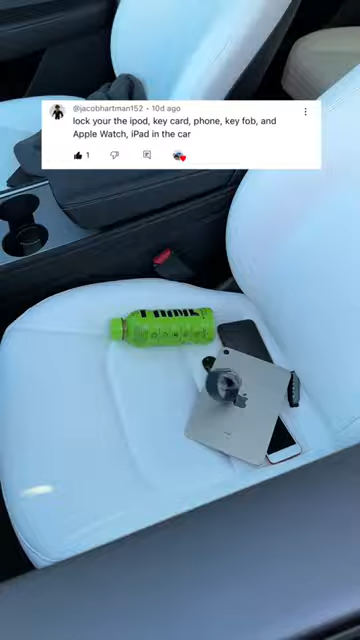 @jacobhartman152 • 10d ago
lock your the ipod, key card, phone, key fob, and
Apple Watch, iPad in the car
1
iPad